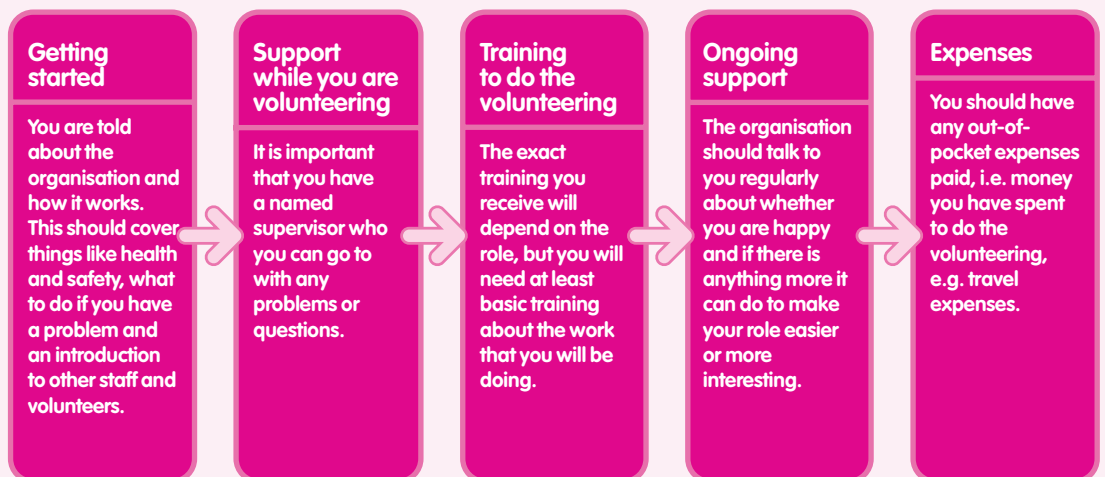 Getting
started
You are told
about the
organisation and
how it works.
This should cover
things like health
and safety, what
to do if you have
a problem and
an introduction
to other staff and
volunteers.
Support
while you are
volunteering
It is important
that you have
a named
supervisor who
you can go to
with any
problems or
questions.
Training
to do the
volunteering
The exact
training you
receive will
depend on the
role, but you will
need at least
basic training
about the work
that you will be
doing.
Ongoing
support
The organisation
should talk to
you regularly
about whether
you are happy
and if there is
anything more it
can do to make
your role easier
or more
interesting.
Expenses
You should have
any out-of-
pocket expenses
paid, i.e. money
you have spent
to do the
volunteering,
e.g. travel
expenses.